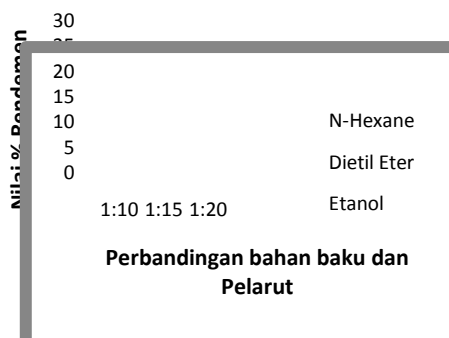 Nilai % Rendemen
30
25
20
15
10
5
0
1:10 1:15 1:20
N-Hexane
Dietil Eter
Etanol
Perbandingan bahan baku dan
Pelarut